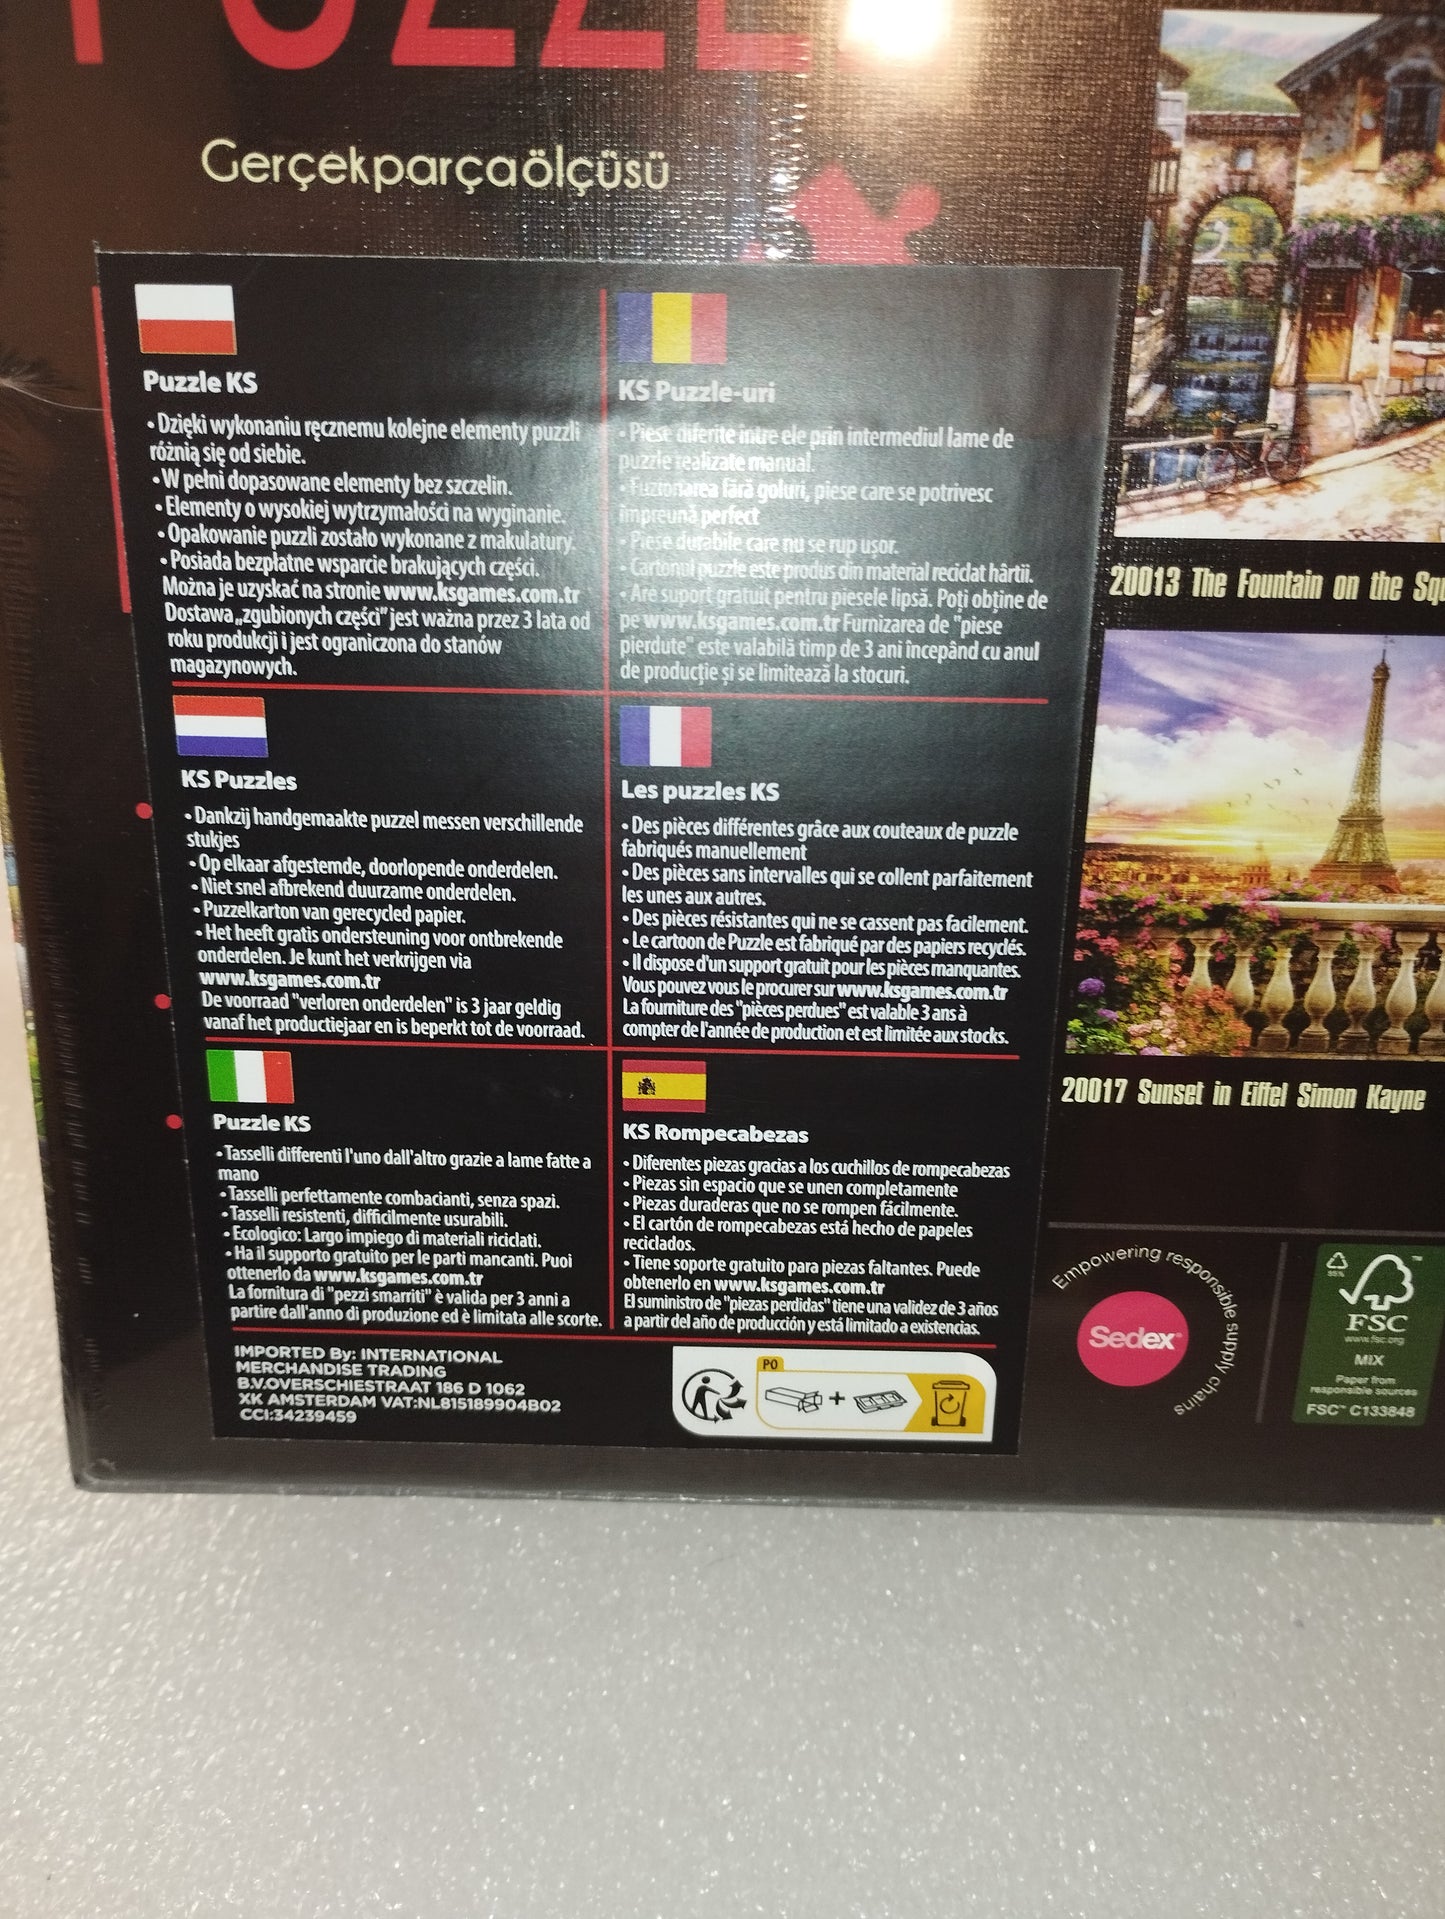 PUZZLE
Gerçek parça ölçüsü
Puzzle KS
• Dzięki wykonaniu ręcznemu kolejne elementy puzzli
różnią się od siebie.
• W pełni dopasowane elementy bez szczelin.
• Elementy o wysokiej wytrzymałości na wyginanie.
• Opakowanie puzzli zostało wykonane z makulatury.
• Posiada bezpłatne wsparcie brakujących części.
Można je uzyskać na stronie www.ksgames.com.tr
Dostawa „zgubionych części" jest ważna przez 3 lata od
roku produkcji i jest ograniczona do stanów
magazynowych.
KS Puzzle-uri
• Piese diferite între ele prin intermediul lame de
puzzle realizate manual.
• Fuzionarea fără goluri, piese care se potrivesc
împreună perfect
• Piese durabile care nu se rup ușor.
• Cartonul puzzle este produs din material reciclat hârtii.
• Are suport gratuit pentru piesele lipsă. Poți obține de
pe www.ksgames.com.tr Furnizarea de "piese
pierdute" este valabilă timp de 3 ani începând cu anul
de producție și se limitează la stocuri.
KS Puzzles
• Dankzij handgemaakte puzzel messen verschillende
stukjes
• Op elkaar afgestemde, doorlopende onderdelen.
• Niet snel afbrekend duurzame onderdelen.
• Puzzelkarton van gerecycled papier.
• Het heeft gratis ondersteuning voor ontbrekende
onderdelen. Je kunt het verkrijgen via
www.ksgames.com.tr
De voorraad "verloren onderdelen" is 3 jaar geldig
vanaf het productiejaar en is beperkt tot de voorraad.
Les puzzles KS
• Des pièces différentes grâce aux couteaux de puzzle
fabriqués manuellement
• Des pièces sans intervalles qui se collent parfaitement
les unes aux autres.
• Des pièces résistantes qui ne se cassent pas facilement.
• Le cartoon de Puzzle est fabriqué par des papiers recyclés.
• Il dispose d'un support gratuit pour les pièces manquantes.
Vous pouvez vous le procurer sur www.ksgames.com.tr
La fourniture des "pièces perdues" est valable 3 ans à
compter de l'année de production et est limitée aux stocks.
Puzzle KS
• Tasselli differenti l'uno dall'altro grazie a lame fatte a
mano
• Tasselli perfettamente combacianti, senza spazi.
• Tasselli resistenti, difficilmente usurabili.
• Ecologico: Largo impiego di materiali riciclati.
• Ha il supporto gratuito per le parti mancanti. Puoi
ottenerlo da www.ksgames.com.tr
La fornitura di "pezzi smarriti" è valida per 3 anni a
partire dall'anno di produzione ed è limitata alle scorte.
KS Rompecabezas
• Diferentes piezas gracias a los cuchillos de rompecabezas
• Piezas sin espacio que se unen completamente
• Piezas duraderas que no se rompen fácilmente.
• El cartón de rompecabezas está hecho de papeles
reciclados.
• Tiene soporte gratuito para piezas faltantes. Puede
obtenerlo en www.ksgames.com.tr
El suministro de "piezas perdidas" tiene una validez de 3 años
a partir del año de producción y está limitado a existencias.
IMPORTED By: INTERNATIONAL
MERCHANDISE TRADING
B.V.OVERSCHIESTRAAT 186 D 1062
XK AMSTERDAM VAT:NL815189904B02
CCI:34239459
PO
20013 The Fountain on the
20017 Sunset in Eiffel Simon Kayne
Empowering responsible supply chains
Sedex
FSC
www.fsc.org
MIX
Paper from
responsible sources
FSC™ C133848